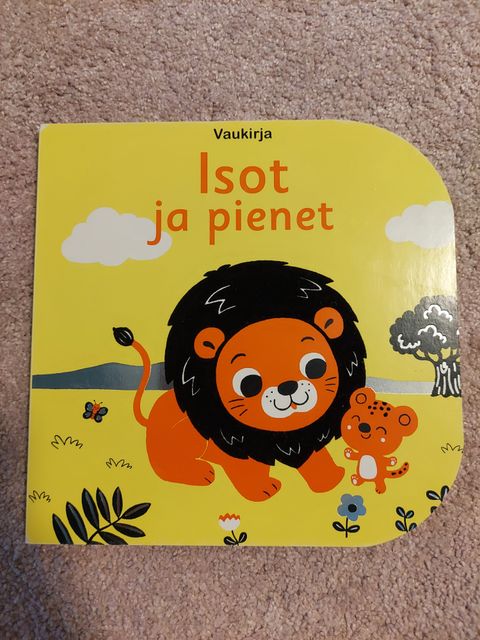 Vaukirja
Isot
ja pienet